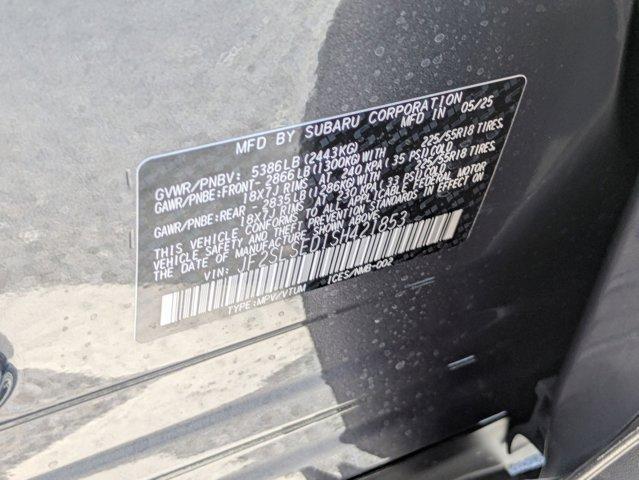 MFD BY SUBARU CORPORATION
MADE IN 05/25
GVWR/PNBV: 5386LB(2443KG)
GAWR/PNBE:FRONT-2866LB(1300KG)WITH 225/55R18 TIRES,
18X7J RIMS AT 240 KPA(35 PSI)COLD
GAWR/PNBE:REAR -2835LB(1286KG)WITH 225/55R18 TIRES,
18X7J RIMS AT 230 KPA(33 PSI)COLD
THIS VEHICLE CONFORMS TO ALL APPLICABLE FEDERAL MOTOR
VEHICLE SAFETY AND THEFT PREVENTION STANDARDS IN EFFECT ON
THE DATE OF MANUFACTURE SHOWN ABOVE.
VIN: JF2SLSED1SH421853
TYPE:MPV/VTUM ICES/NMB-002